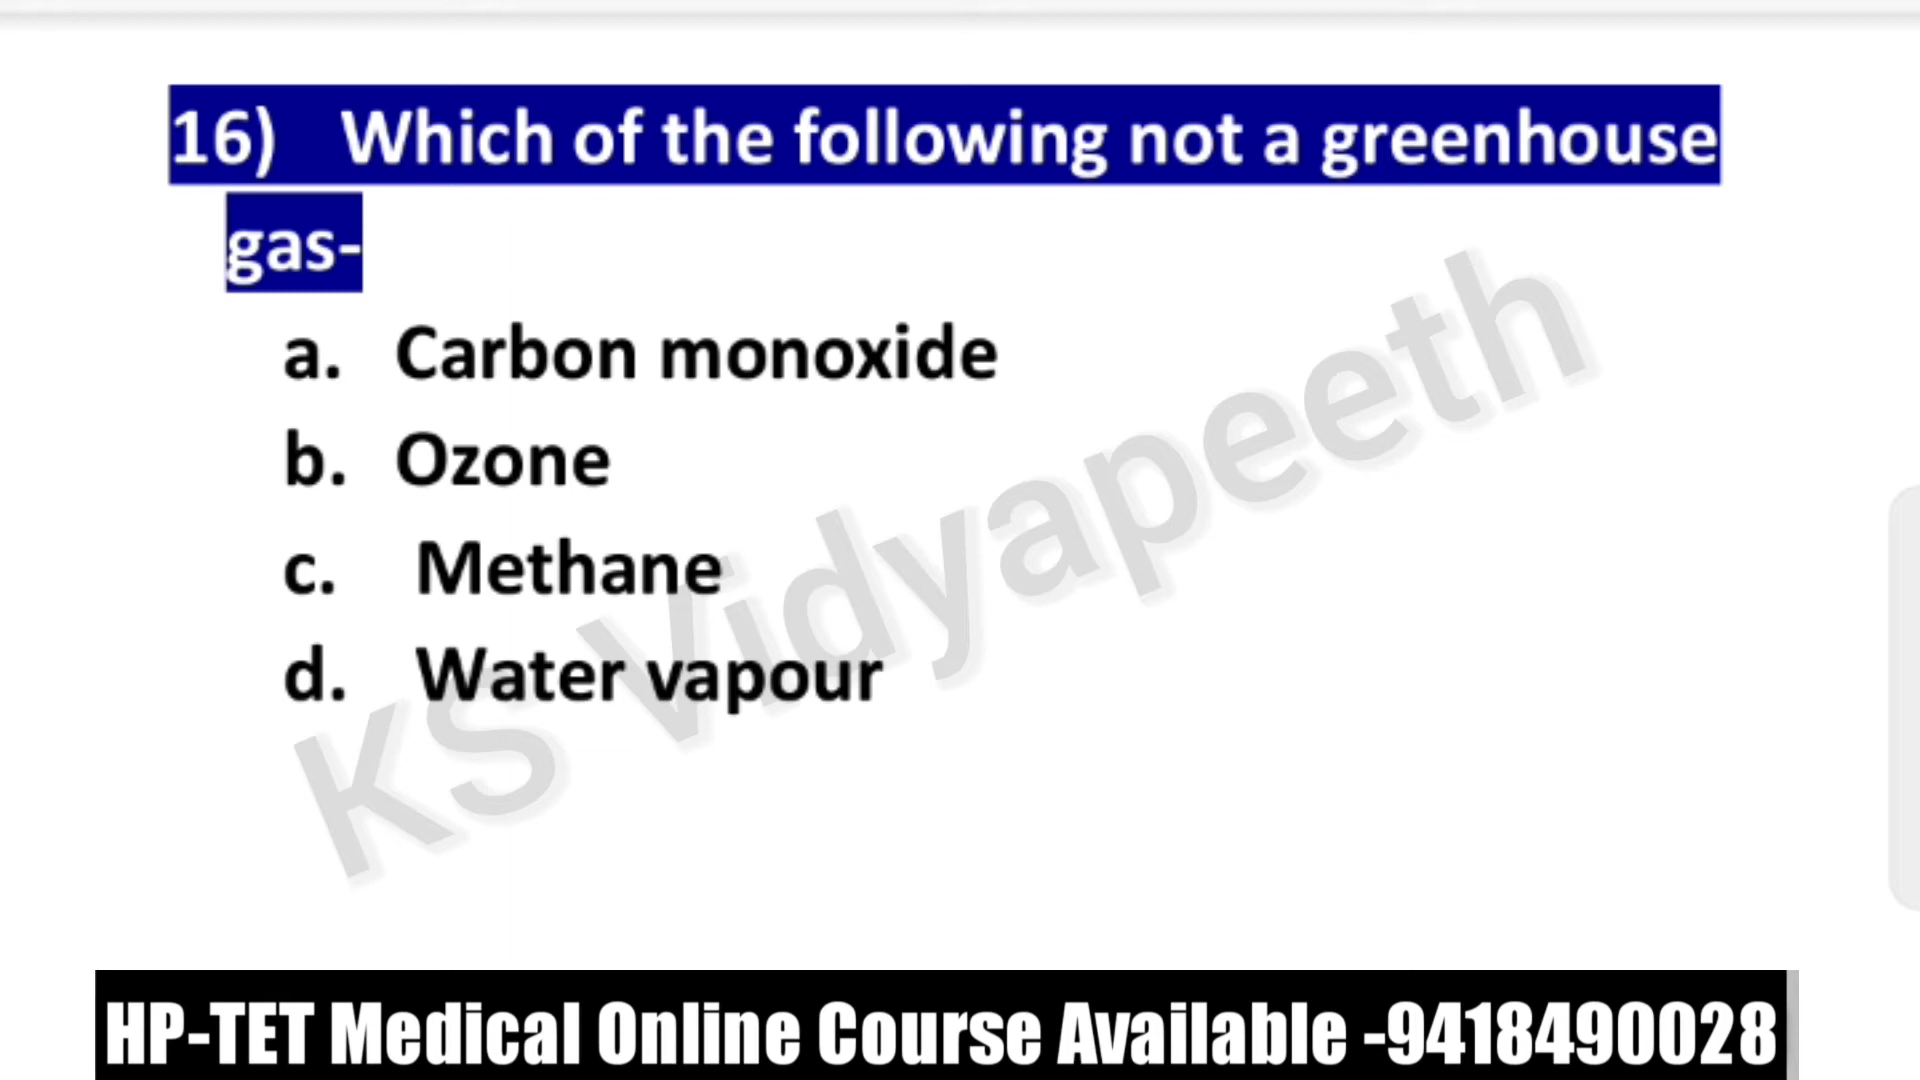 16) Which of the following not a greenhouse
gas-
a. Carbon monoxide
b. Ozone
c. Methane
d. Water vapour
KS Vidyapeeth
HP-TET Medical Online Course Available -9418490028